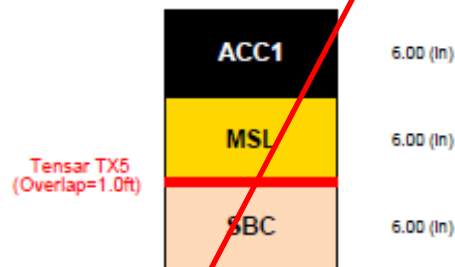 ACC1
6.00 (in)
MSL
6.00 (in)
Tensar TX5
(Overlap=1.0ft)
SBC
6.00 (in)